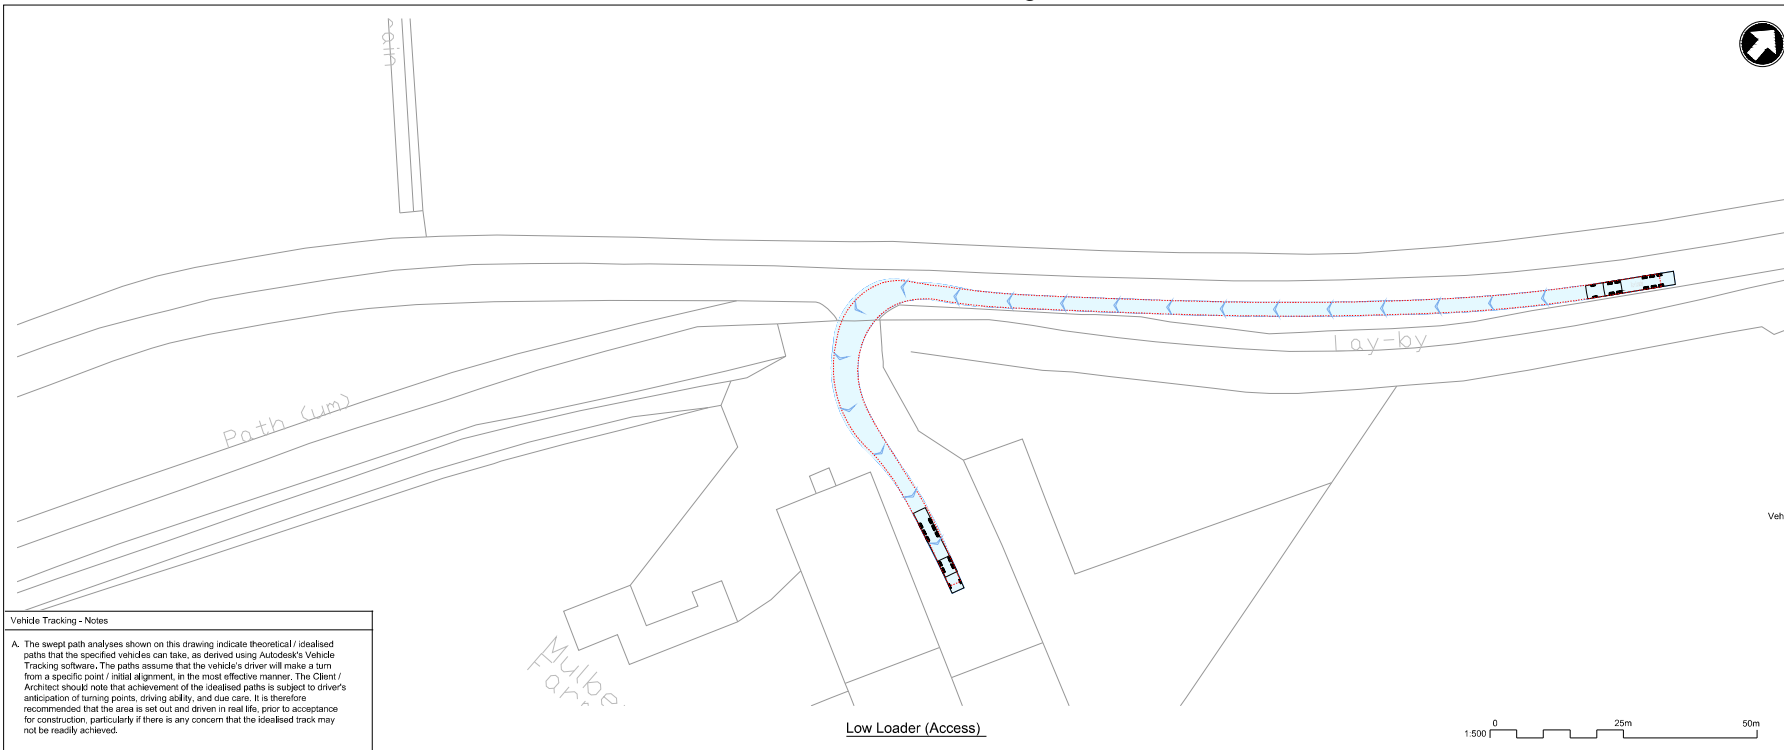 Path (um)
Lay-by
Veh
Vehicle Tracking - Notes
A. The swept path analyses shown on this drawing indicate theoretical / idealised
paths that the specified vehicles can take, as derived using Autodesk's Vehicle
Tracking software. The paths assume that the vehicle's driver will make a turn
from a specific point / initial alignment, in the most effective manner. The Client /
Architect should note that achievement of the idealised paths is subject to driver's
anticipation of turning points, driving ability, and due care. It is therefore
recommended that the area is set out and driven in real life, prior to acceptance
for construction, particularly if there is any concern that the idealised track may
not be readily achieved.
Mulbe
Low Loader (Access)
0 25m 50m
1:500